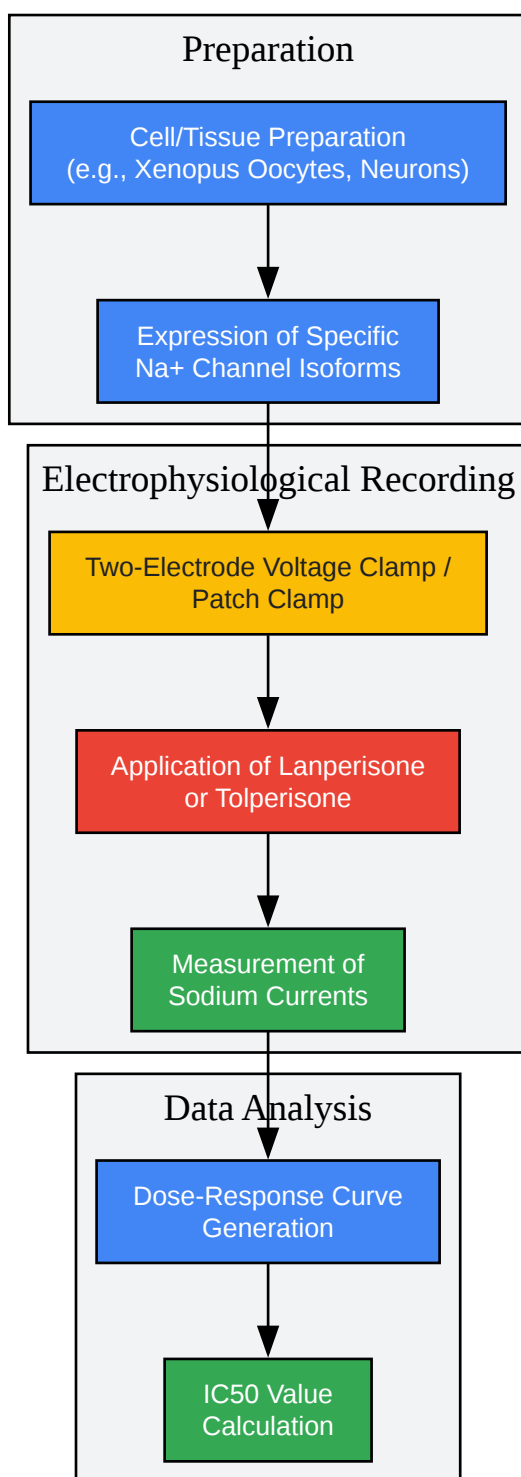 Preparation
Cell/Tissue Preparation
(e.g., Xenopus Oocytes, Neurons)
Expression of Specific
Na+ Channel Isoforms
Electrophysiological Recording
Two-Electrode Voltage Clamp /
Patch Clamp
Application of Lanperisone
or Tolperisone
Measurement of
Sodium Currents
Data Analysis
Dose-Response Curve
Generation
IC50 Value
Calculation